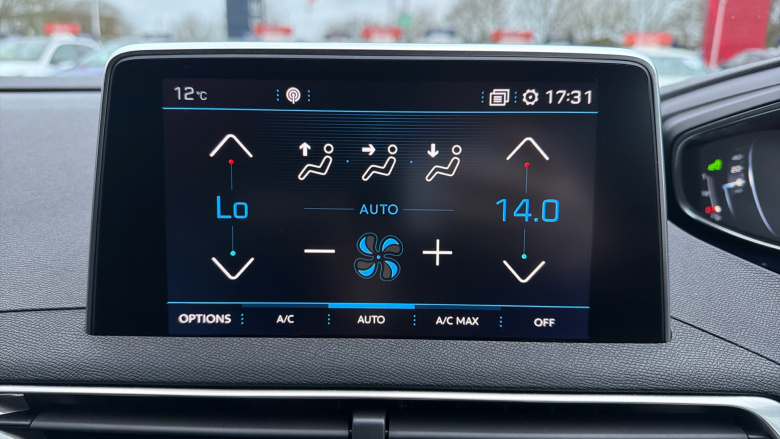 12°C
17:31
AUTO
Lo
14.0
OPTIONS A/C AUTO A/C MAX OFF